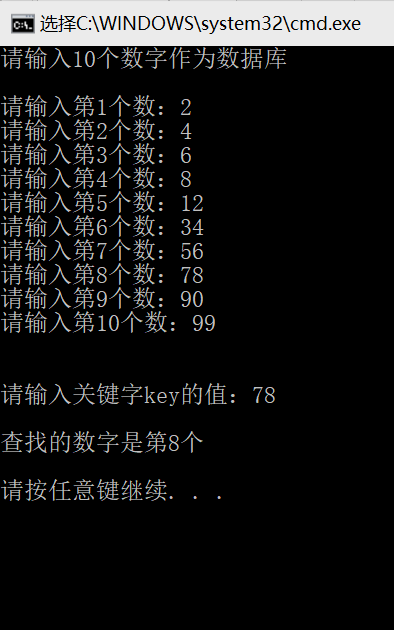 选择C:\WINDOWS\system32\cmd.exe
请输入10个数字作为数据库
请输入第1个数：2
请输入第2个数：4
请输入第3个数：6
请输入第4个数：8
请输入第5个数：12
请输入第6个数：34
请输入第7个数：56
请输入第8个数：78
请输入第9个数：90
请输入第10个数：99
请输入关键字key的值：78
查找的数字是第8个
请按任意键继续. . .